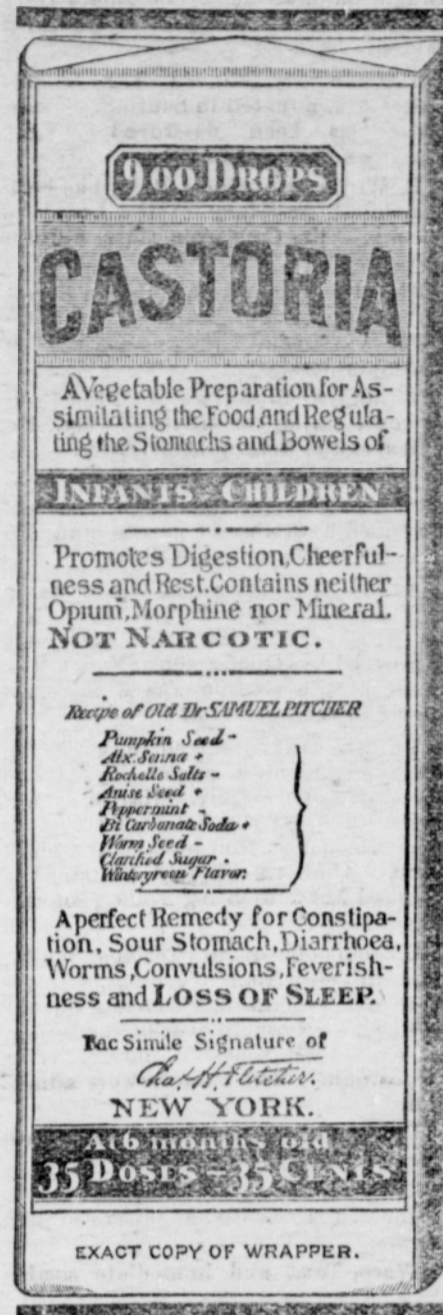 900 DROPS
CASTORIA
AVegetable Preparation for As-
similating the Food and Regula-
ting the Stomachs and Bowels of
INFANTS - CHILDREN
Promotes Digestion, Cheerful-
ness and Rest. Contains neither
Opium, Morphine nor Mineral.
NOT NARCOTIC.
Recipe of Old Dr SAMUEL PITCHER
Pumpkin Seed -
Alx. Senna +
Rochelle Salts -
Anise Seed +
Peppermint -
Bi Carbonate Soda +
Worm Seed -
Clarified Sugar .
Wintergreen Flavor.
A perfect Remedy for Constipa-
tion, Sour Stomach, Diarrhoea,
Worms, Convulsions, Feverish-
ness and LOSS OF SLEEP.
Fac Simile Signature of
Chas. H. Fletcher.
NEW YORK.
At 6 months old
35 DOSES - 35 CENTS
EXACT COPY OF WRAPPER.